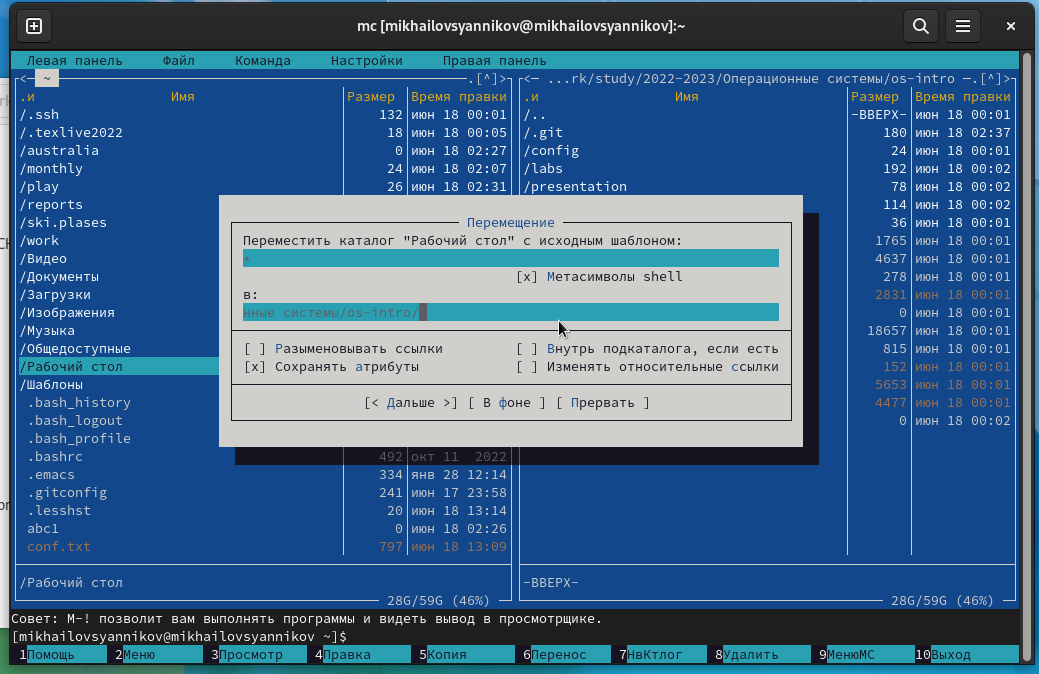 mc [mikhailovsyannikov@mikhailovsyannikov]:~
Левая панель Файл Команда Настройки Правая панель
<— ~ .[^]> <— ...rk/study/2022-2023/Операционные системы/os-intro —.[^]>
.и Имя Размер Время правки .и Имя Размер Время правки
/.ssh 132 июн 18 00:01 /.. -ВВЕРХ- июн 18 00:01
/.texlive2022 18 июн 18 00:05 /.git 180 июн 18 02:37
/australia 0 июн 18 02:27 /config 24 июн 18 00:01
/monthly 24 июн 18 02:07 /labs 192 июн 18 00:02
/play 26 июн 18 02:31 /presentation 78 июн 18 00:02
/reports 114 июн 18 00:02
/ski.plases 36 июн 18 00:01
/work 1765 июн 18 00:01
/Видео 4637 июн 18 00:01
/Документы 278 июн 18 00:01
/Загрузки 2831 июн 18 00:01
/Изображения 0 июн 18 00:01
/Музыка 18657 июн 18 00:01
/Общедоступные 815 июн 18 00:01
/Рабочий стол 152 июн 18 00:01
/Шаблоны 5653 июн 18 00:01
.bash_history 4477 июн 18 00:01
.bash_logout 0 июн 18 00:02
.bash_profile
.bashrc 492 окт 11 2022
.emacs 334 янв 28 12:14
.gitconfig 241 июн 17 23:58
.lesshst 20 июн 18 13:14
abc1 0 июн 18 02:26
conf.txt 797 июн 18 13:09
Перемещение
Переместить каталог "Рабочий стол" с исходным шаблоном:
*
[x] Метасимволы shell
в:
нные системы/os-intro/
[ ] Разыменовывать ссылки [ ] Внутрь подкаталога, если есть
[x] Сохранять атрибуты [ ] Изменять относительные ссылки
[< Дальше >] [ В фоне ] [ Прервать ]
/Рабочий стол -ВВЕРХ-
28G/59G (46%) 28G/59G (46%)
Совет: M-! позволит вам выполнять программы и видеть вывод в просмотрщике.
[mikhailovsyannikov@mikhailovsyannikov ~]$
1Помощь 2Меню 3Просмотр 4Правка 5Копия 6Перенос 7НвКтлог 8Удалить 9МенюМС 10Выход